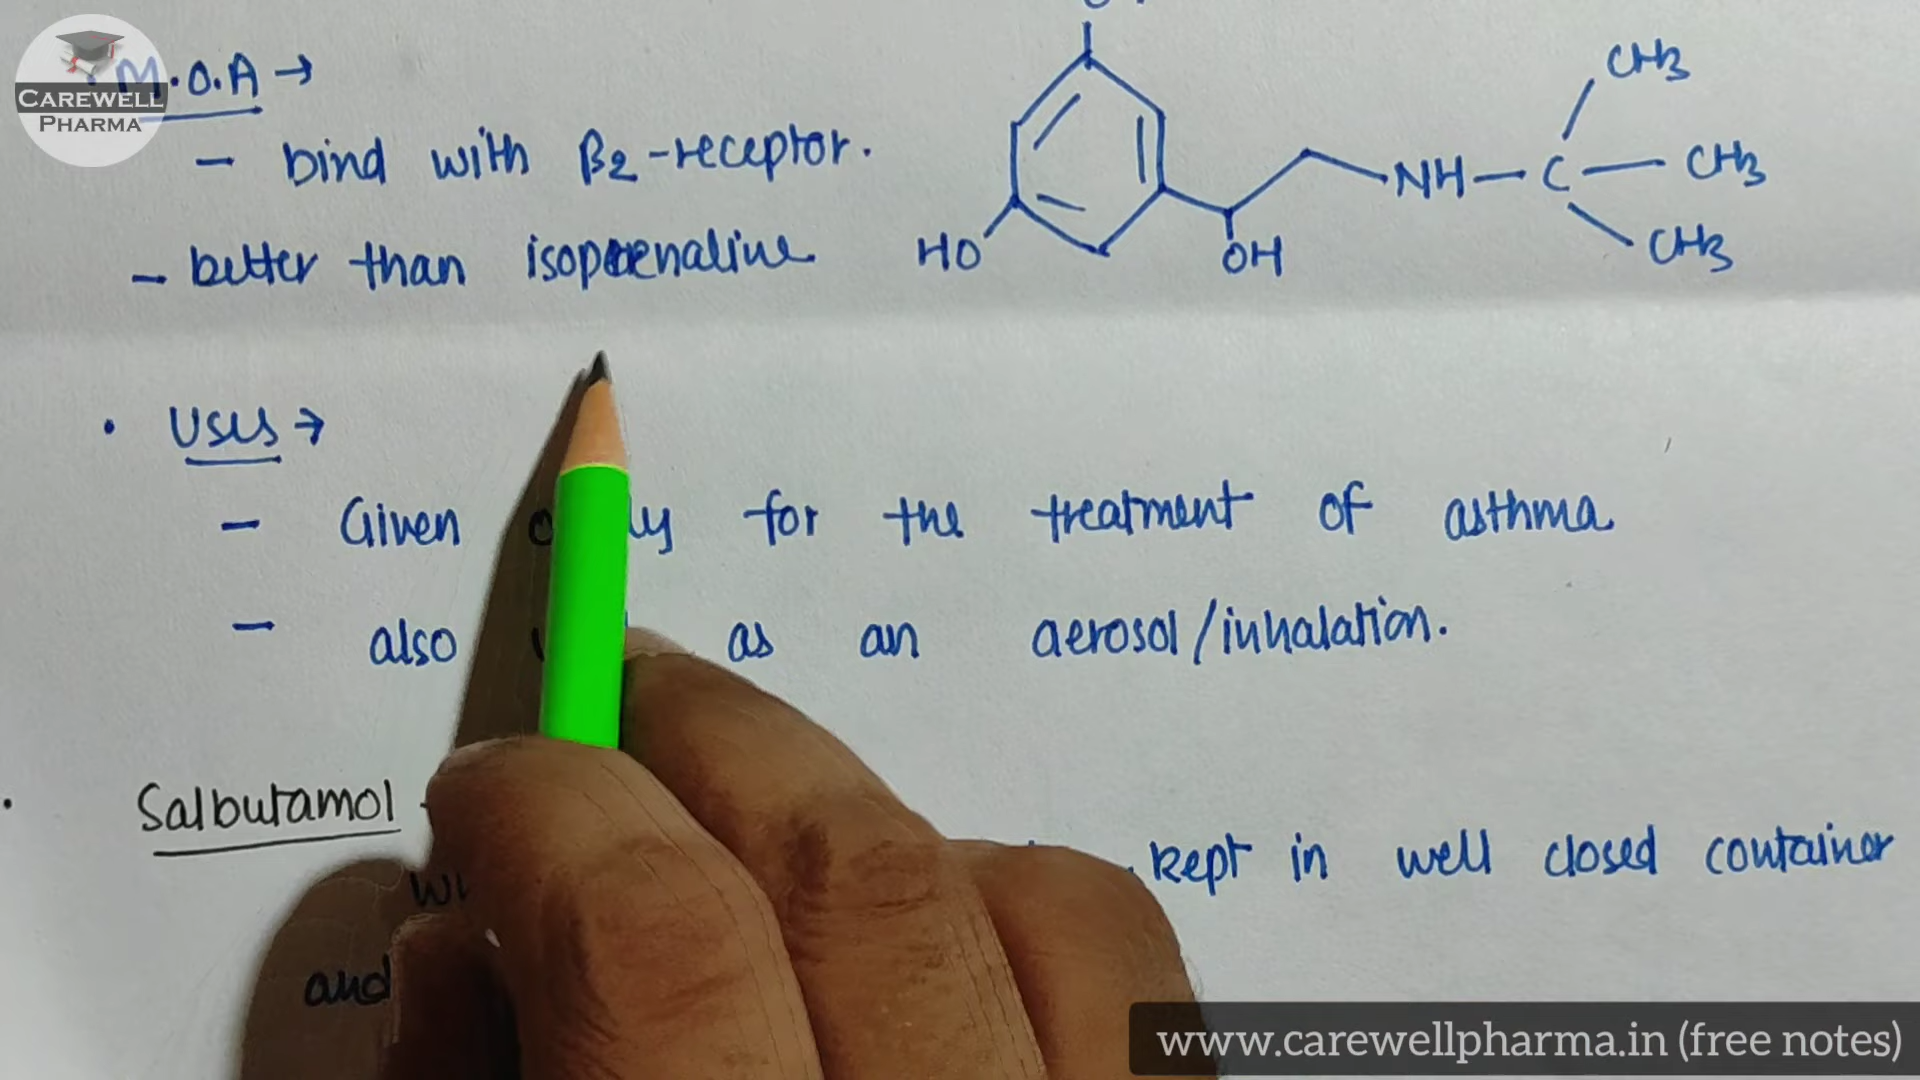 CAREWELL
PHARMA
M.O.A →
- bind with β2-receptor.
- better than isoprenaline
CH3
NH - C - CH3
CH3
HO
OH
• Uses →
- Given for the treatment of asthma
- also as an aerosol/inhalation.
• Salbutamol
kept in well closed container
and
www.carewellpharma.in (free notes)